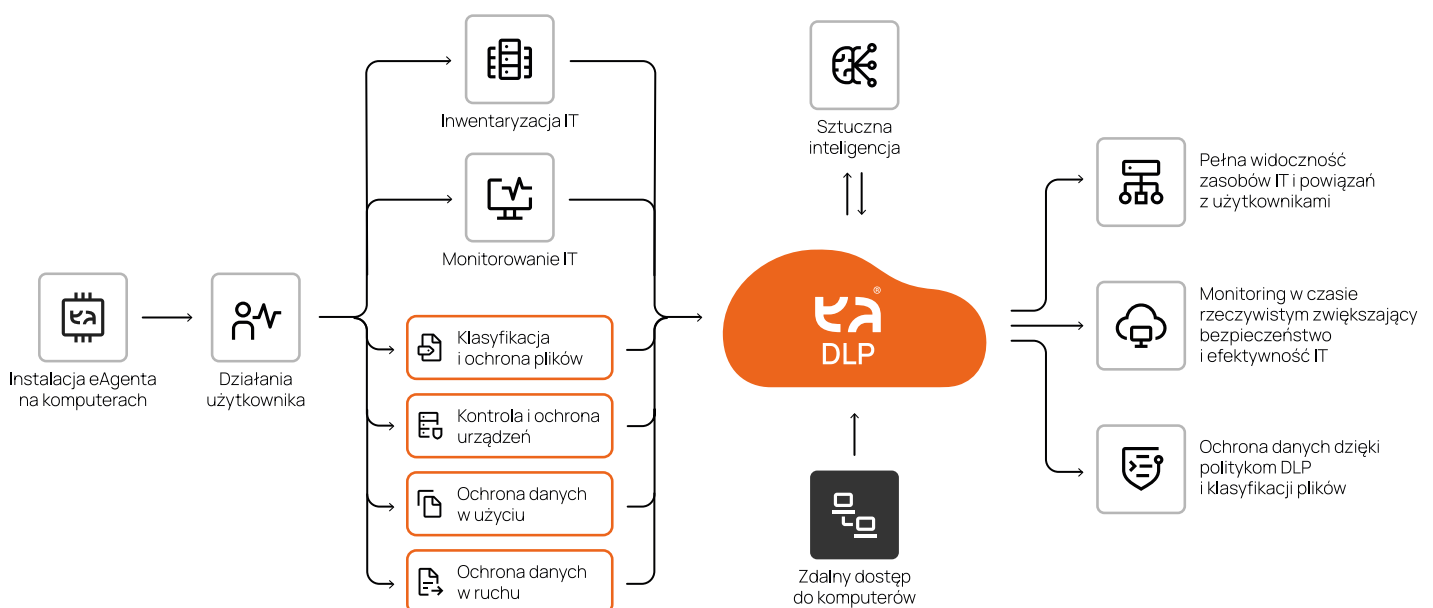 Instalacja eAgenta
na komputerach
Działania
użytkownika
Inwentaryzacja IT
Monitorowanie IT
Klasyfikacja
i ochrona plików
Kontrola i ochrona
urządzeń
Ochrona danych
w użyciu
Ochrona danych
w ruchu
Sztuczna
inteligencja
®
DLP
Zdalny dostęp
do komputerów
Pełna widoczność
zasobów IT i powiązań
z użytkownikami
Monitoring w czasie
rzeczywistym zwiększający
bezpieczeństwo
i efektywność IT
Ochrona danych dzięki
politykom DLP
i klasyfikacji plików